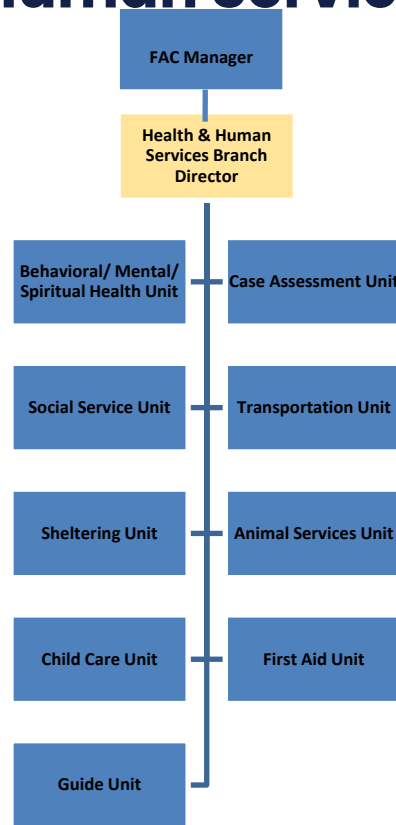 FAC Manager
Health & Human
Services Branch
Director
Behavioral/ Mental/
Spiritual Health Unit
Case Assessment Unit
Social Service Unit
Transportation Unit
Sheltering Unit
Animal Services Unit
Child Care Unit
First Aid Unit
Guide Unit